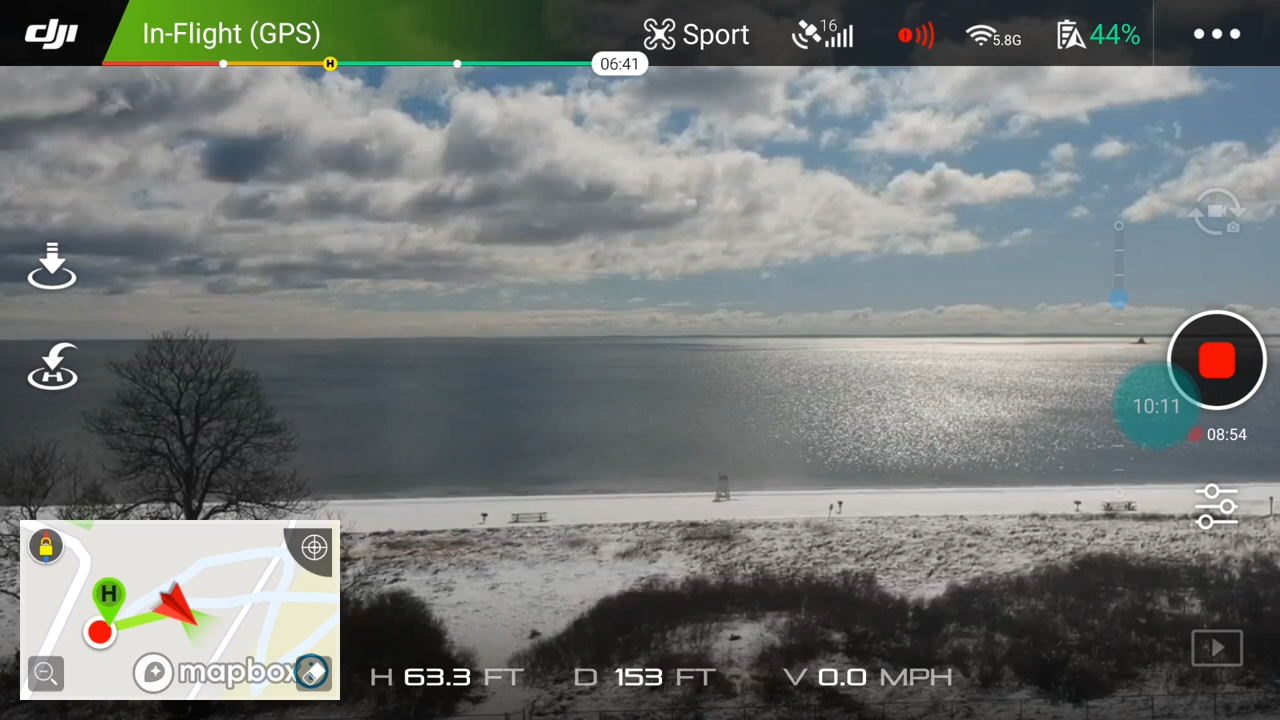 dji In-Flight (GPS) Sport 16 5.8G 44%
H 06:41
10:11
08:54
H
H
mapbox
H 63.3 FT D 153 FT V 0.0 MPH